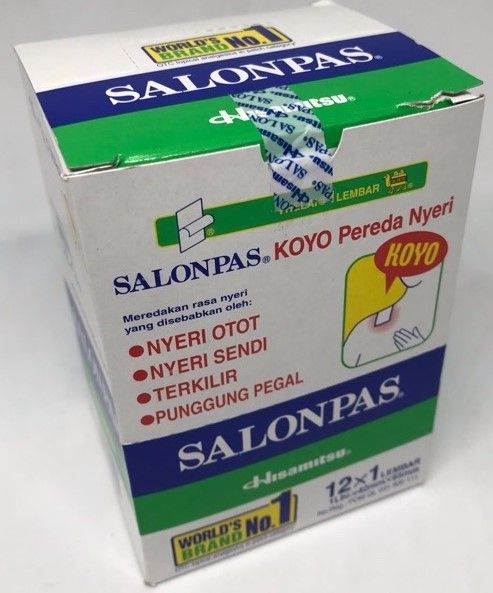 WORLD'S
BRAND No.1
SALONPAS®
Hisamitsu®
LEMBAR
SALONPAS® KOYO Pereda Nyeri
KOYO
Meredakan rasa nyeri
yang disebabkan oleh:
•NYERI OTOT
•NYERI SENDI
•TERKILIR
•PUNGGUNG PEGAL
SALONPAS®
Hisamitsu®
12×1 LEMBAR
WORLD'S
BRAND No.1